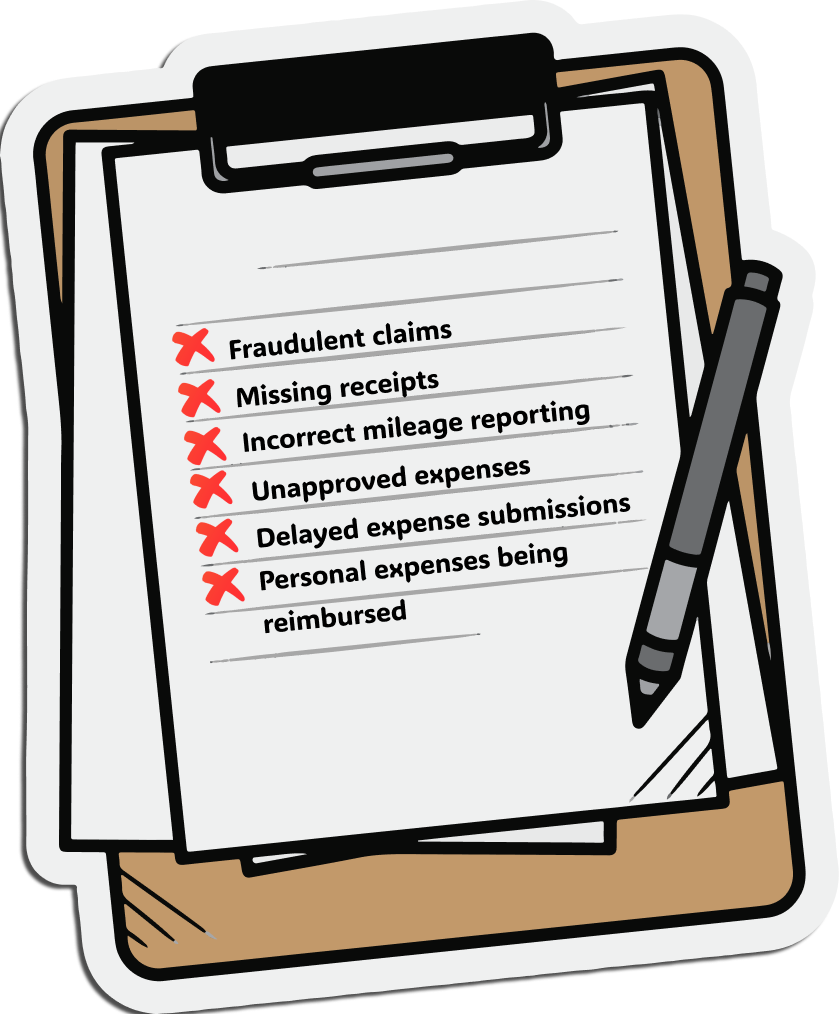 Fraudulent claims
Missing receipts
Incorrect mileage reporting
Unapproved expenses
Delayed expense submissions
Personal expenses being
reimbursed